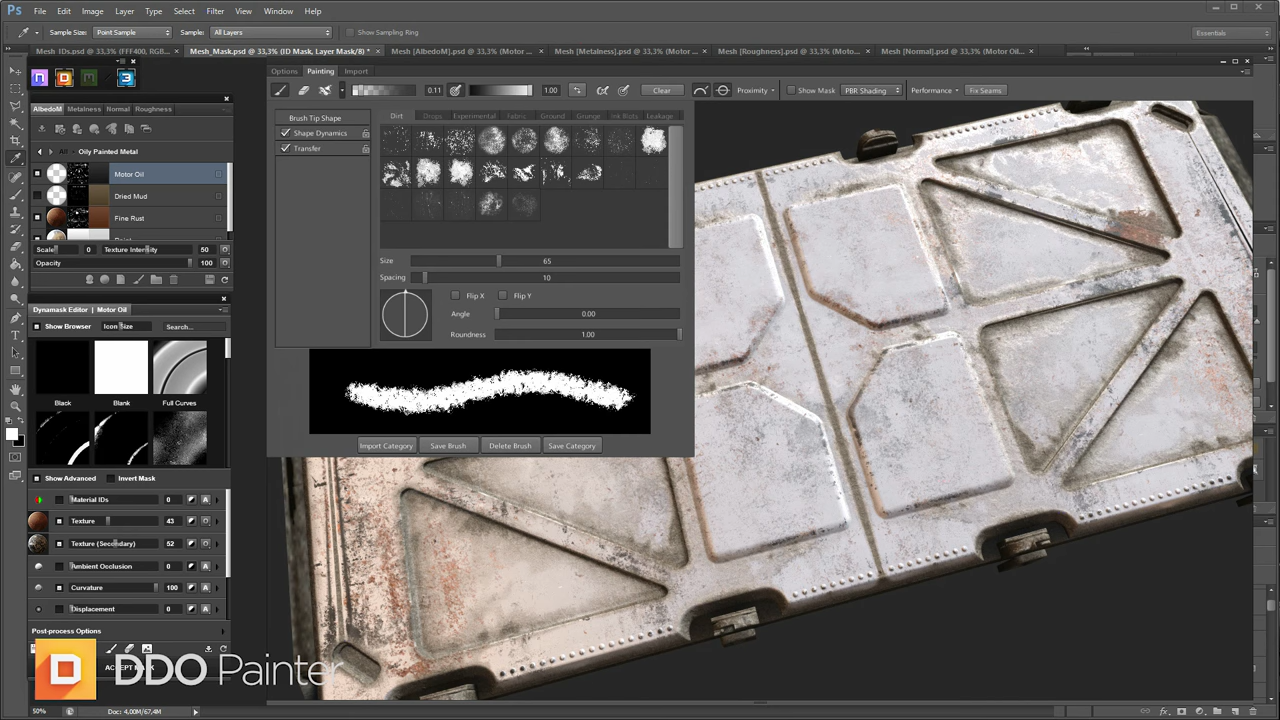 Ps File Edit Image Layer Type Select Filter View Window Help
Sample Size: Point Sample Sample: All Layers Show Sampling Ring Essentials
Mesh_IDs.psd @ 33,3% (FFF400, RGB... × Mesh_Mask.psd @ 33,3% (ID Mask, Layer Mask/8) * × Mesh [AlbedoM].psd @ 33,3% (Motor ... × Mesh [Metalness].psd @ 33,3% (Motor ... × Mesh [Roughness].psd @ 33,3% (Moto... × Mesh [Normal].psd @ 33,3% (Motor Oil... ×
Options Painting Import
0.11 1.00 Clear Proximity Show Mask PBR Shading Performance Fix Seams
AlbedoM Metalness Normal Roughness
Brush Tip Shape
Shape Dynamics
Transfer
Dirt Drops Experimental Fabric Ground Grunge Ink Blots Leakage
All Oily Painted Metal
Motor Oil
Dried Mud
Fine Rust
Scale 0 Texture Intensity 50
Opacity 100
Size 65
Spacing 10
Flip X Flip Y
Angle 0.00
Roundness 1.00
Dynamask Editor | Motor Oil
Show Browser Icon Size Search...
Black Blank Full Curves
Import Category Save Brush Delete Brush Save Category
Show Advanced Invert Mask
Material IDs 0 A
Texture 43
Texture (Secondary) 52
Ambient Occlusion 0 A
Curvature 100 A
Displacement 0 A
Post-process Options
ACCEPT MASK
DDO Painter
50% Doc: 4,00M/67,4M